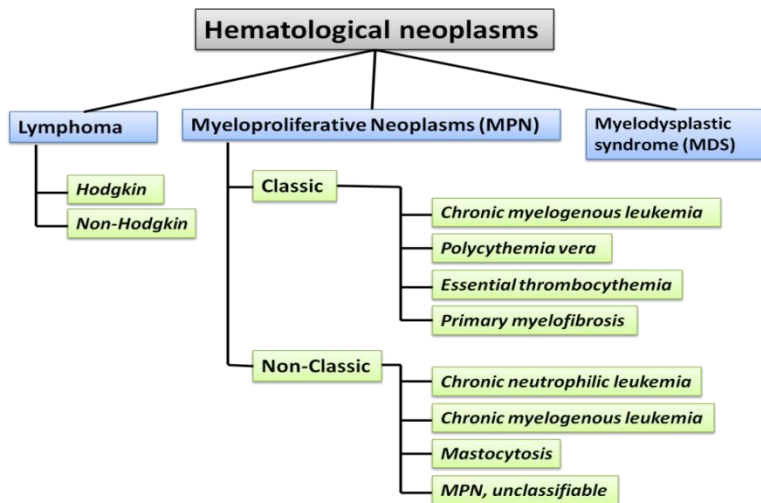 Hematological neoplasms
Lymphoma
Hodgkin
Non-Hodgkin
Myeloproliferative Neoplasms (MPN)
Classic
Chronic myelogenous leukemia
Polycythemia vera
Essential thrombocythemia
Primary myelofibrosis
Non-Classic
Chronic neutrophilic leukemia
Chronic myelogenous leukemia
Mastocytosis
MPN, unclassifiable
Myelodysplastic
syndrome (MDS)